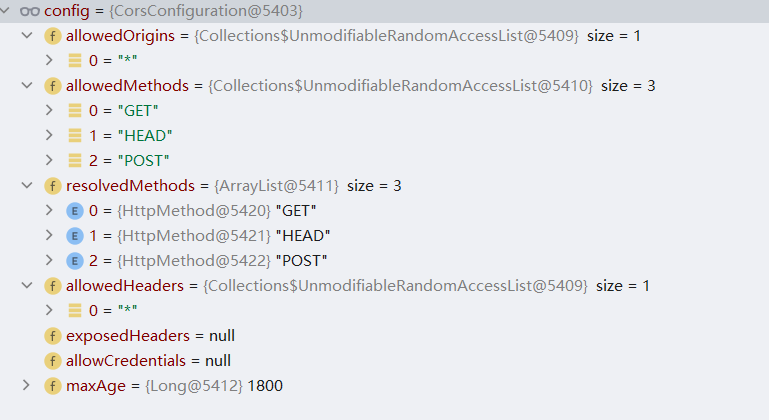 config = {CorsConfiguration@5403}
f allowedOrigins = {Collections$UnmodifiableRandomAccessList@5409} size = 1
0 = "*"
f allowedMethods = {Collections$UnmodifiableRandomAccessList@5410} size = 3
0 = "GET"
1 = "HEAD"
2 = "POST"
f resolvedMethods = {ArrayList@5411} size = 3
E 0 = {HttpMethod@5420} "GET"
E 1 = {HttpMethod@5421} "HEAD"
E 2 = {HttpMethod@5422} "POST"
f allowedHeaders = {Collections$UnmodifiableRandomAccessList@5409} size = 1
0 = "*"
f exposedHeaders = null
f allowCredentials = null
f maxAge = {Long@5412} 1800